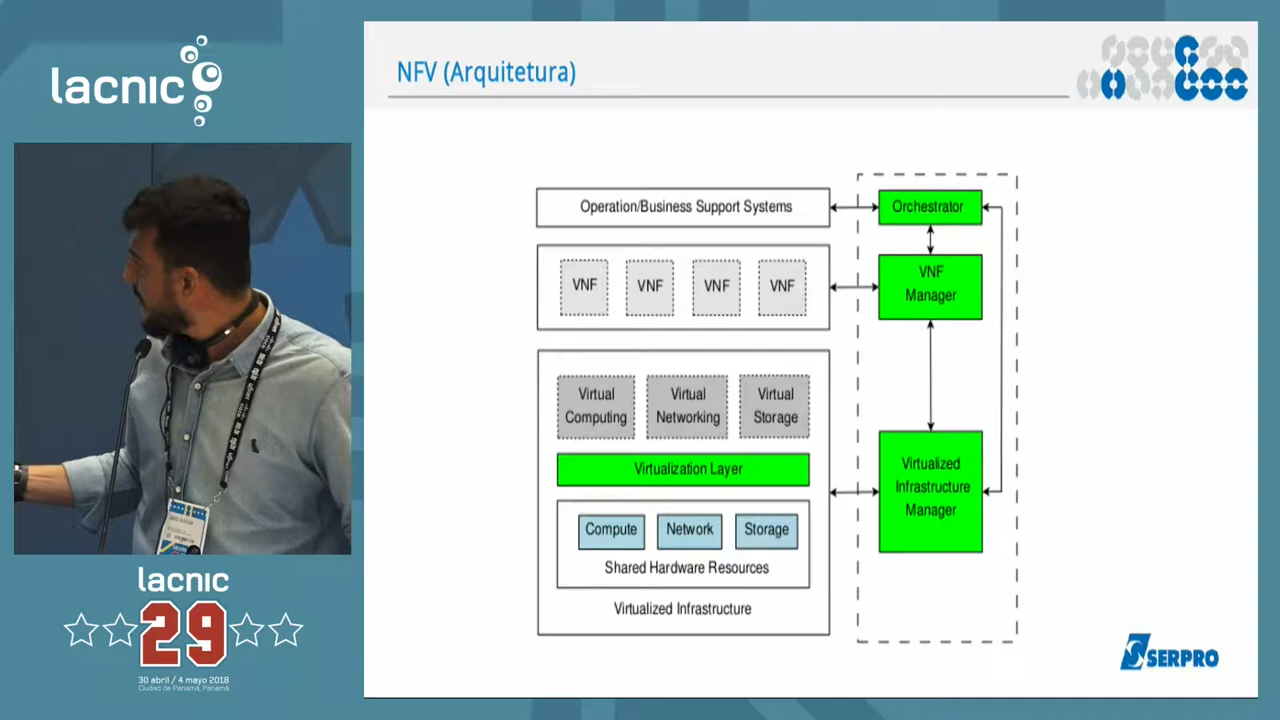 lacnic
NFV (Arquitetura)
Operation/Business Support Systems
Orchestrator
VNF
VNF
VNF
VNF
VNF
Manager
Virtual
Computing
Virtual
Networking
Virtual
Storage
Virtualization Layer
Compute
Network
Storage
Shared Hardware Resources
Virtualized Infrastructure
Virtualized
Infrastructure
Manager
lacnic
29
30 abril / 4 mayo 2018
Ciudad de Panamá, Panamá
SERPRO